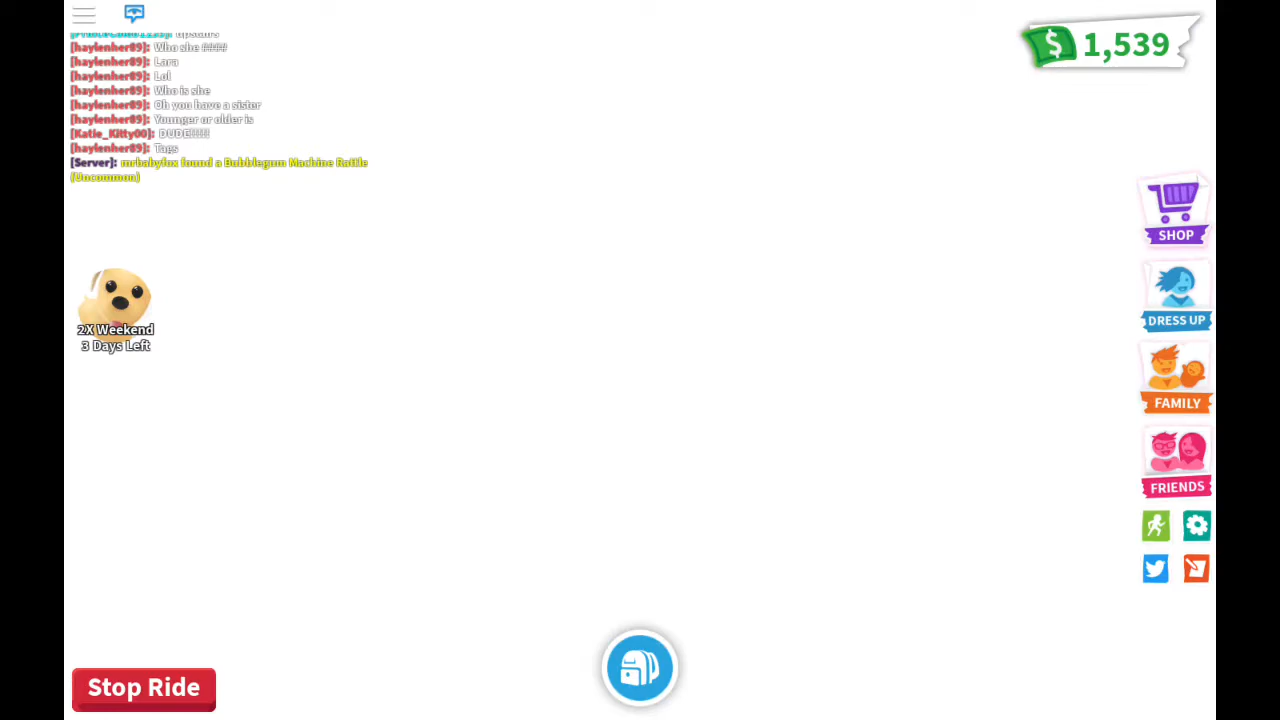 upstairs
[haylenher89]: Who she ####
[haylenher89]: Lara
[haylenher89]: Lol
[haylenher89]: Who is she
[haylenher89]: Oh you have a sister
[haylenher89]: Younger or older is
[Katie_Kitty00]: DUDE!!!!!
[haylenher89]: Tags
[Server]: mrbabyfox found a Bubblegum Machine Rattle
(Uncommon)
$ 1,539
SHOP
2X Weekend
3 Days Left
DRESS UP
FAMILY
FRIENDS
Stop Ride